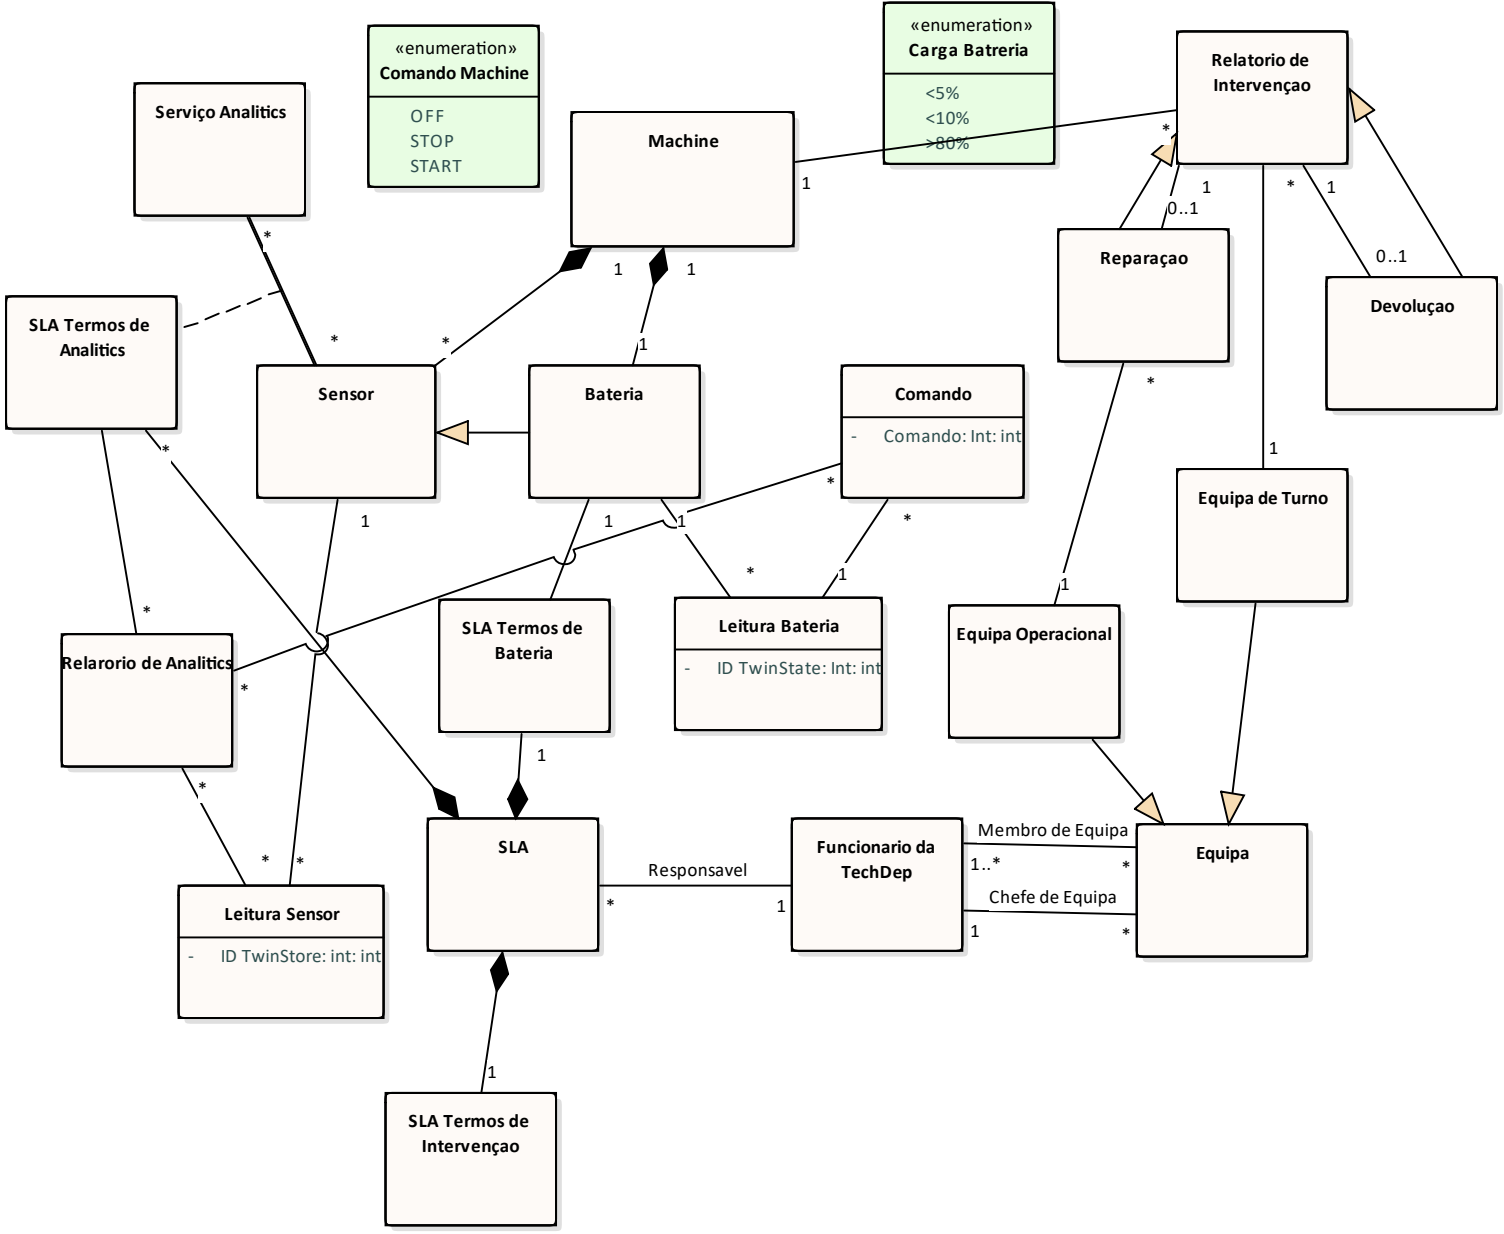 «enumeration»
Comando Machine
OFF
STOP
START
«enumeration»
Carga Batreria
<5%
<10%
>80%
Relatorio de
Intervençao
Serviço Analitics
Machine
*
1
1
*
1
0..1
1
*
0..1
Reparaçao
Devoluçao
*
1
1
SLA Termos de
Analitics
*
*
1
Sensor
Bateria
Comando
- Comando: Int: int
*
*
1
Equipa de Turno
*
1
1
1
*
*
1
Equipa Operacional
1
*
SLA Termos de
Bateria
Leitura Bateria
- ID TwinState: Int: int
Relarorio de Analitics
*
*
1
*
*
SLA
Responsavel
*
1
Funcionario da
TechDep
Membro de Equipa
1..*
*
Chefe de Equipa
1
*
Equipa
Leitura Sensor
- ID TwinStore: int: int
1
SLA Termos de
Intervençao